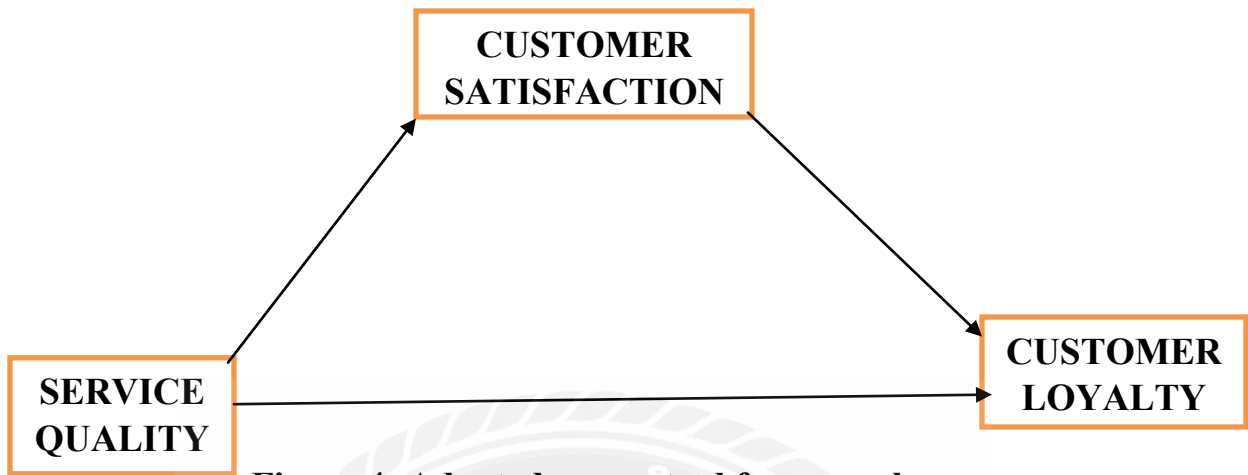 CUSTOMER
SATISFACTION
CUSTOMER
LOYALTY
SERVICE
QUALITY